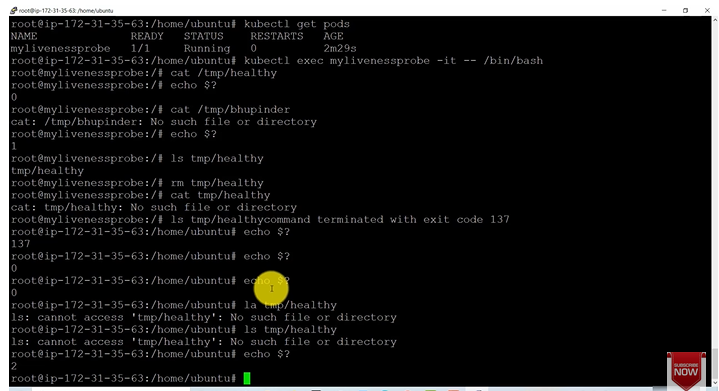 root@ip-172-31-35-63:/home/ubuntu
root@ip-172-31-35-63:/home/ubuntu# kubectl get pods
NAME READY STATUS RESTARTS AGE
mylivenessprobe 1/1 Running 0 2m29s
root@ip-172-31-35-63:/home/ubuntu# kubectl exec mylivenessprobe -it -- /bin/bash
root@mylivenessprobe:/# cat /tmp/healthy
root@mylivenessprobe:/# echo $?
0
root@mylivenessprobe:/# cat /tmp/bhupinder
cat: /tmp/bhupinder: No such file or directory
root@mylivenessprobe:/# echo $?
1
root@mylivenessprobe:/# ls tmp/healthy
tmp/healthy
root@mylivenessprobe:/# rm tmp/healthy
root@mylivenessprobe:/# cat tmp/healthy
cat: tmp/healthy: No such file or directory
root@mylivenessprobe:/# ls tmp/healthycommand terminated with exit code 137
root@ip-172-31-35-63:/home/ubuntu# echo $?
137
root@ip-172-31-35-63:/home/ubuntu# echo $?
0
root@ip-172-31-35-63:/home/ubuntu# echo $?
0
root@ip-172-31-35-63:/home/ubuntu# la tmp/healthy
ls: cannot access 'tmp/healthy': No such file or directory
root@ip-172-31-35-63:/home/ubuntu# ls tmp/healthy
ls: cannot access 'tmp/healthy': No such file or directory
root@ip-172-31-35-63:/home/ubuntu# echo $?
2
root@ip-172-31-35-63:/home/ubuntu#
SUBSCRIBE
NOW